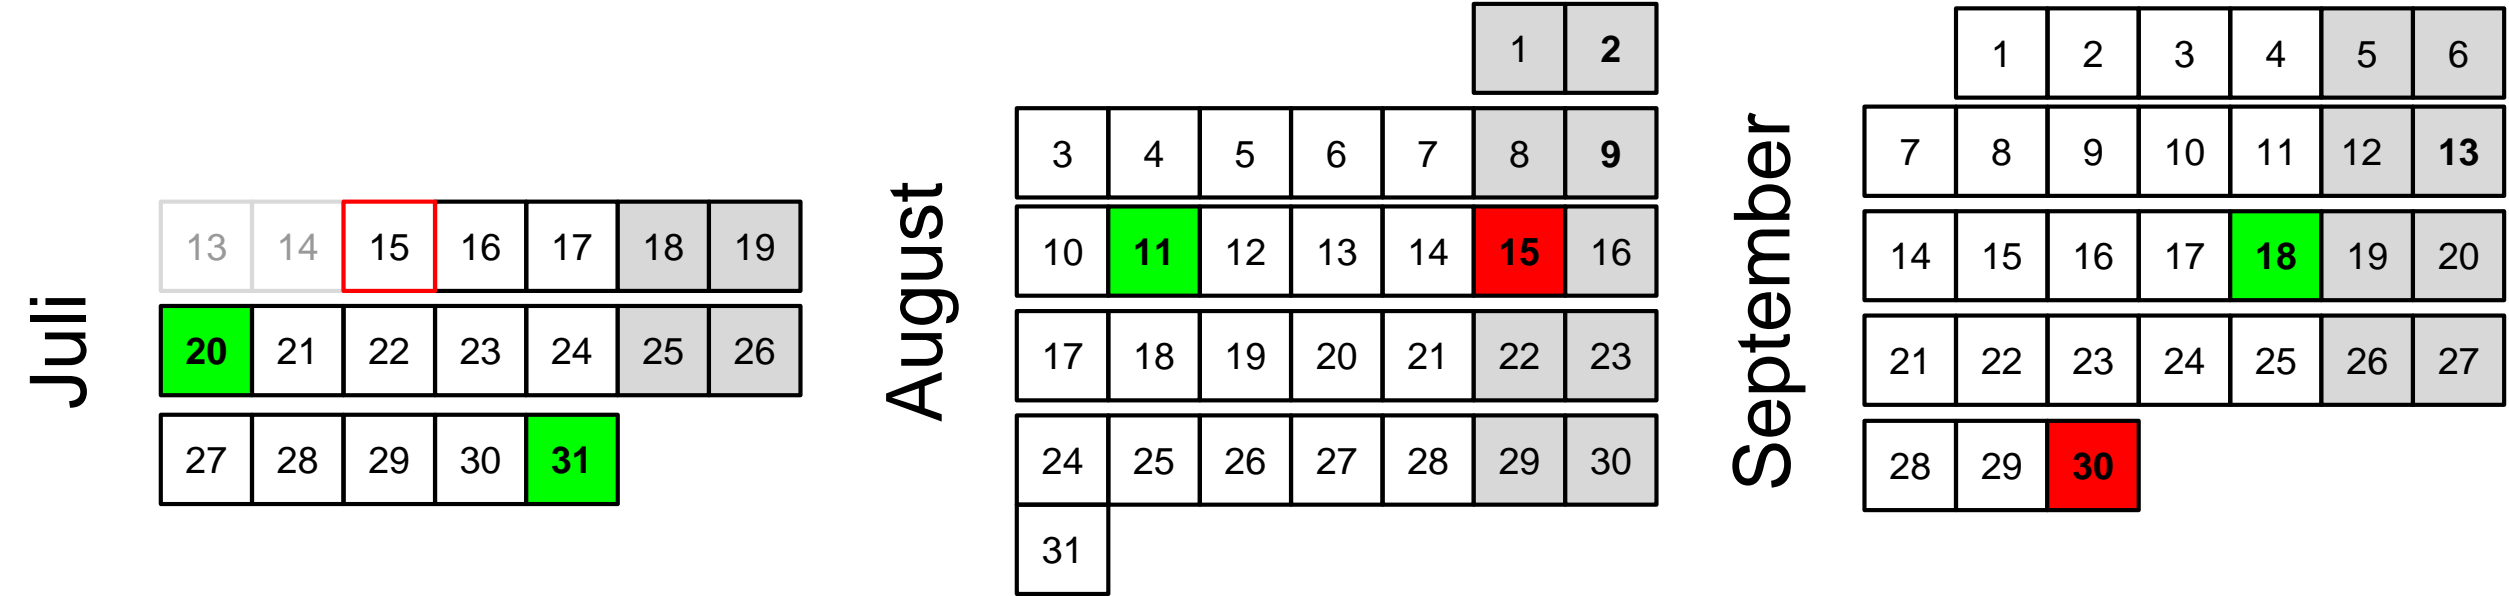 Juli
13 14 15 16 17 18 19
20 21 22 23 24 25 26
27 28 29 30 31
August
1 2
3 4 5 6 7 8 9
10 11 12 13 14 15 16
17 18 19 20 21 22 23
24 25 26 27 28 29 30
31
September
1 2 3 4 5 6
7 8 9 10 11 12 13
14 15 16 17 18 19 20
21 22 23 24 25 26 27
28 29 30